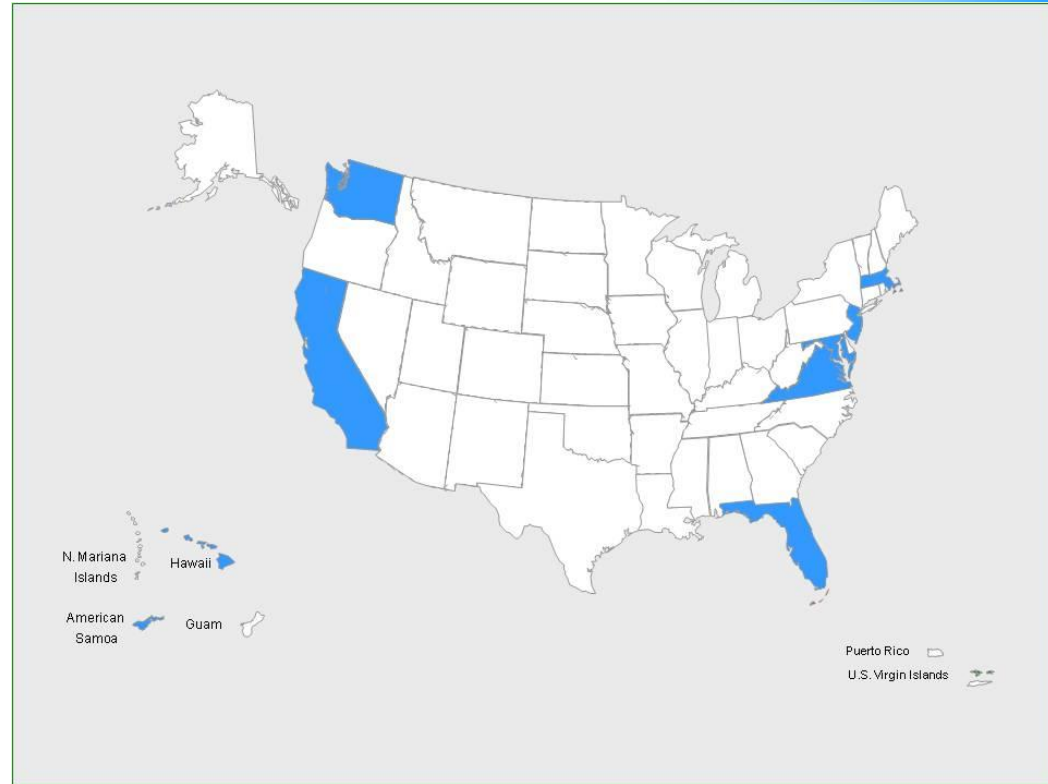 N. Mariana
Islands
Hawaii
American
Samoa
Guam
Puerto Rico
U.S. Virgin Islands